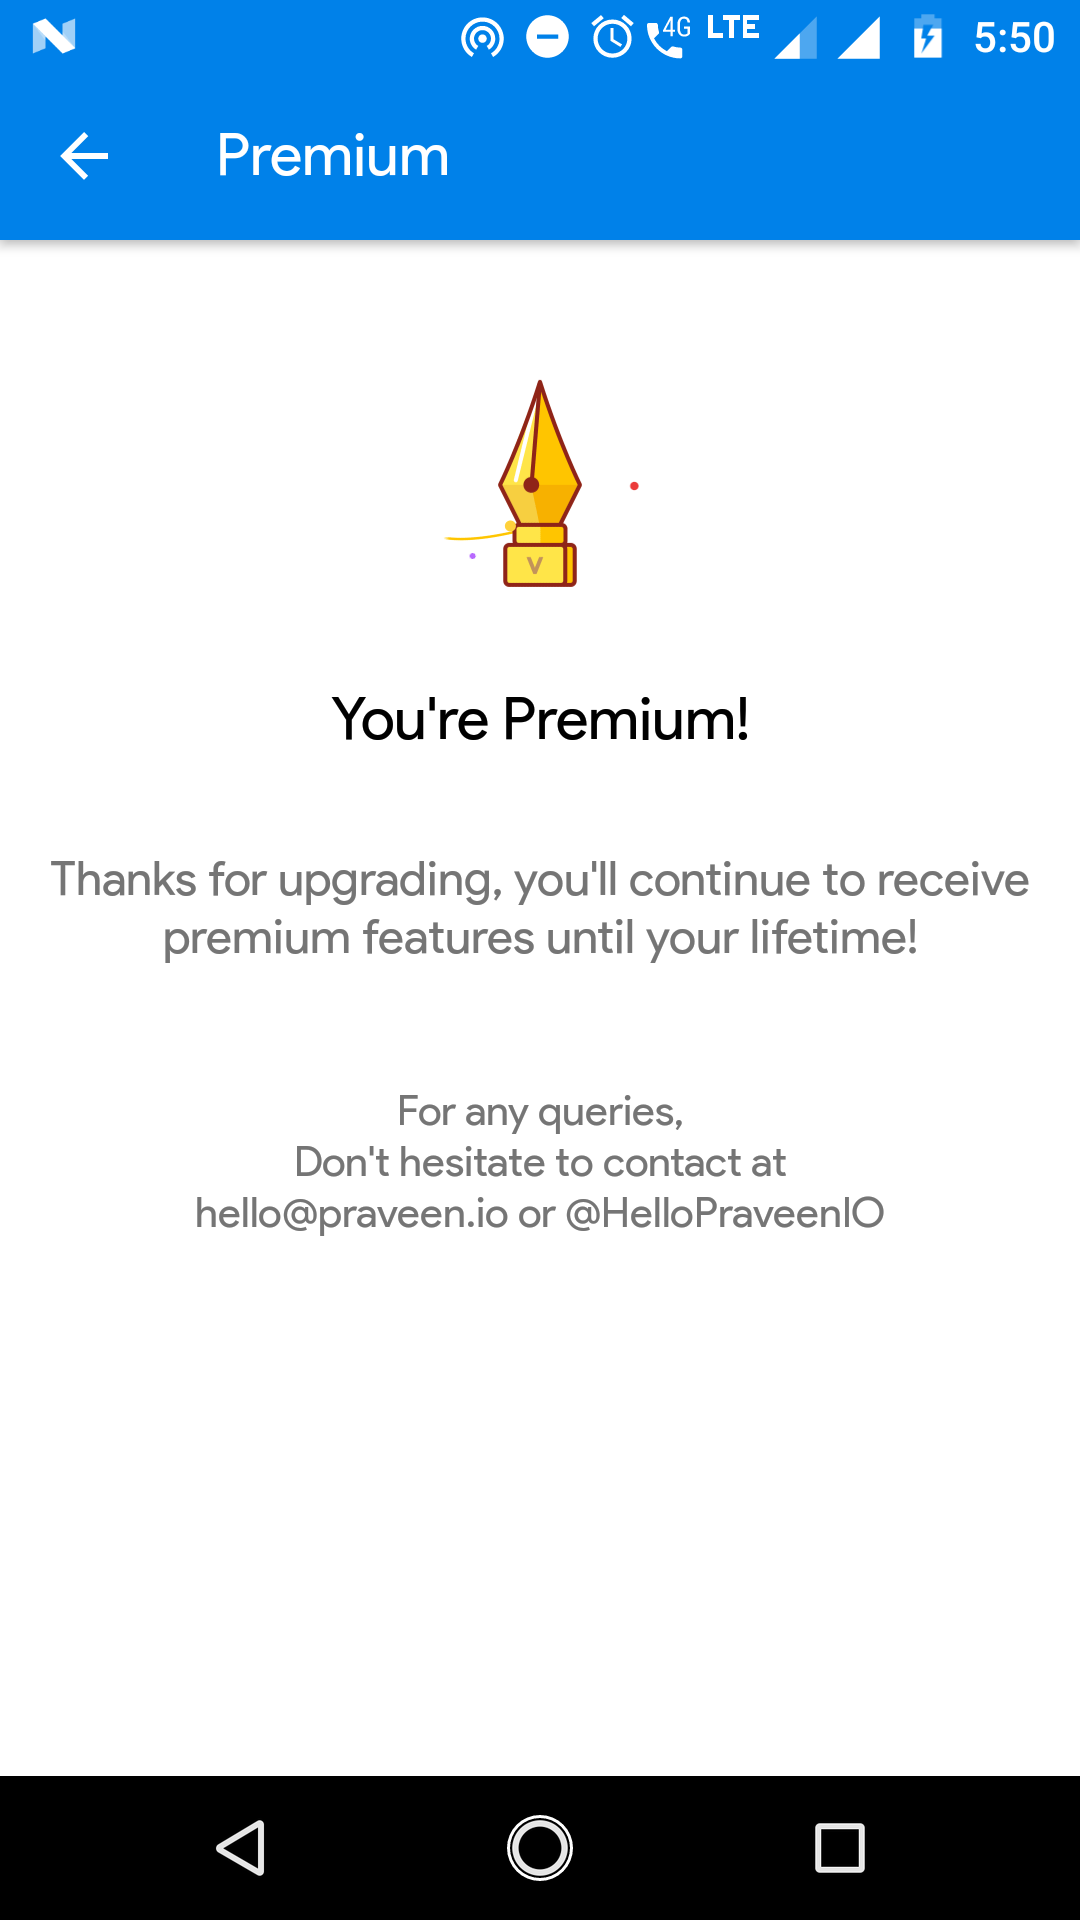 4G LTE 5:50
Premium
V
You're Premium!
Thanks for upgrading, you'll continue to receive
premium features until your lifetime!
For any queries,
Don't hesitate to contact at
hello@praveen.io or @HelloPraveenIO